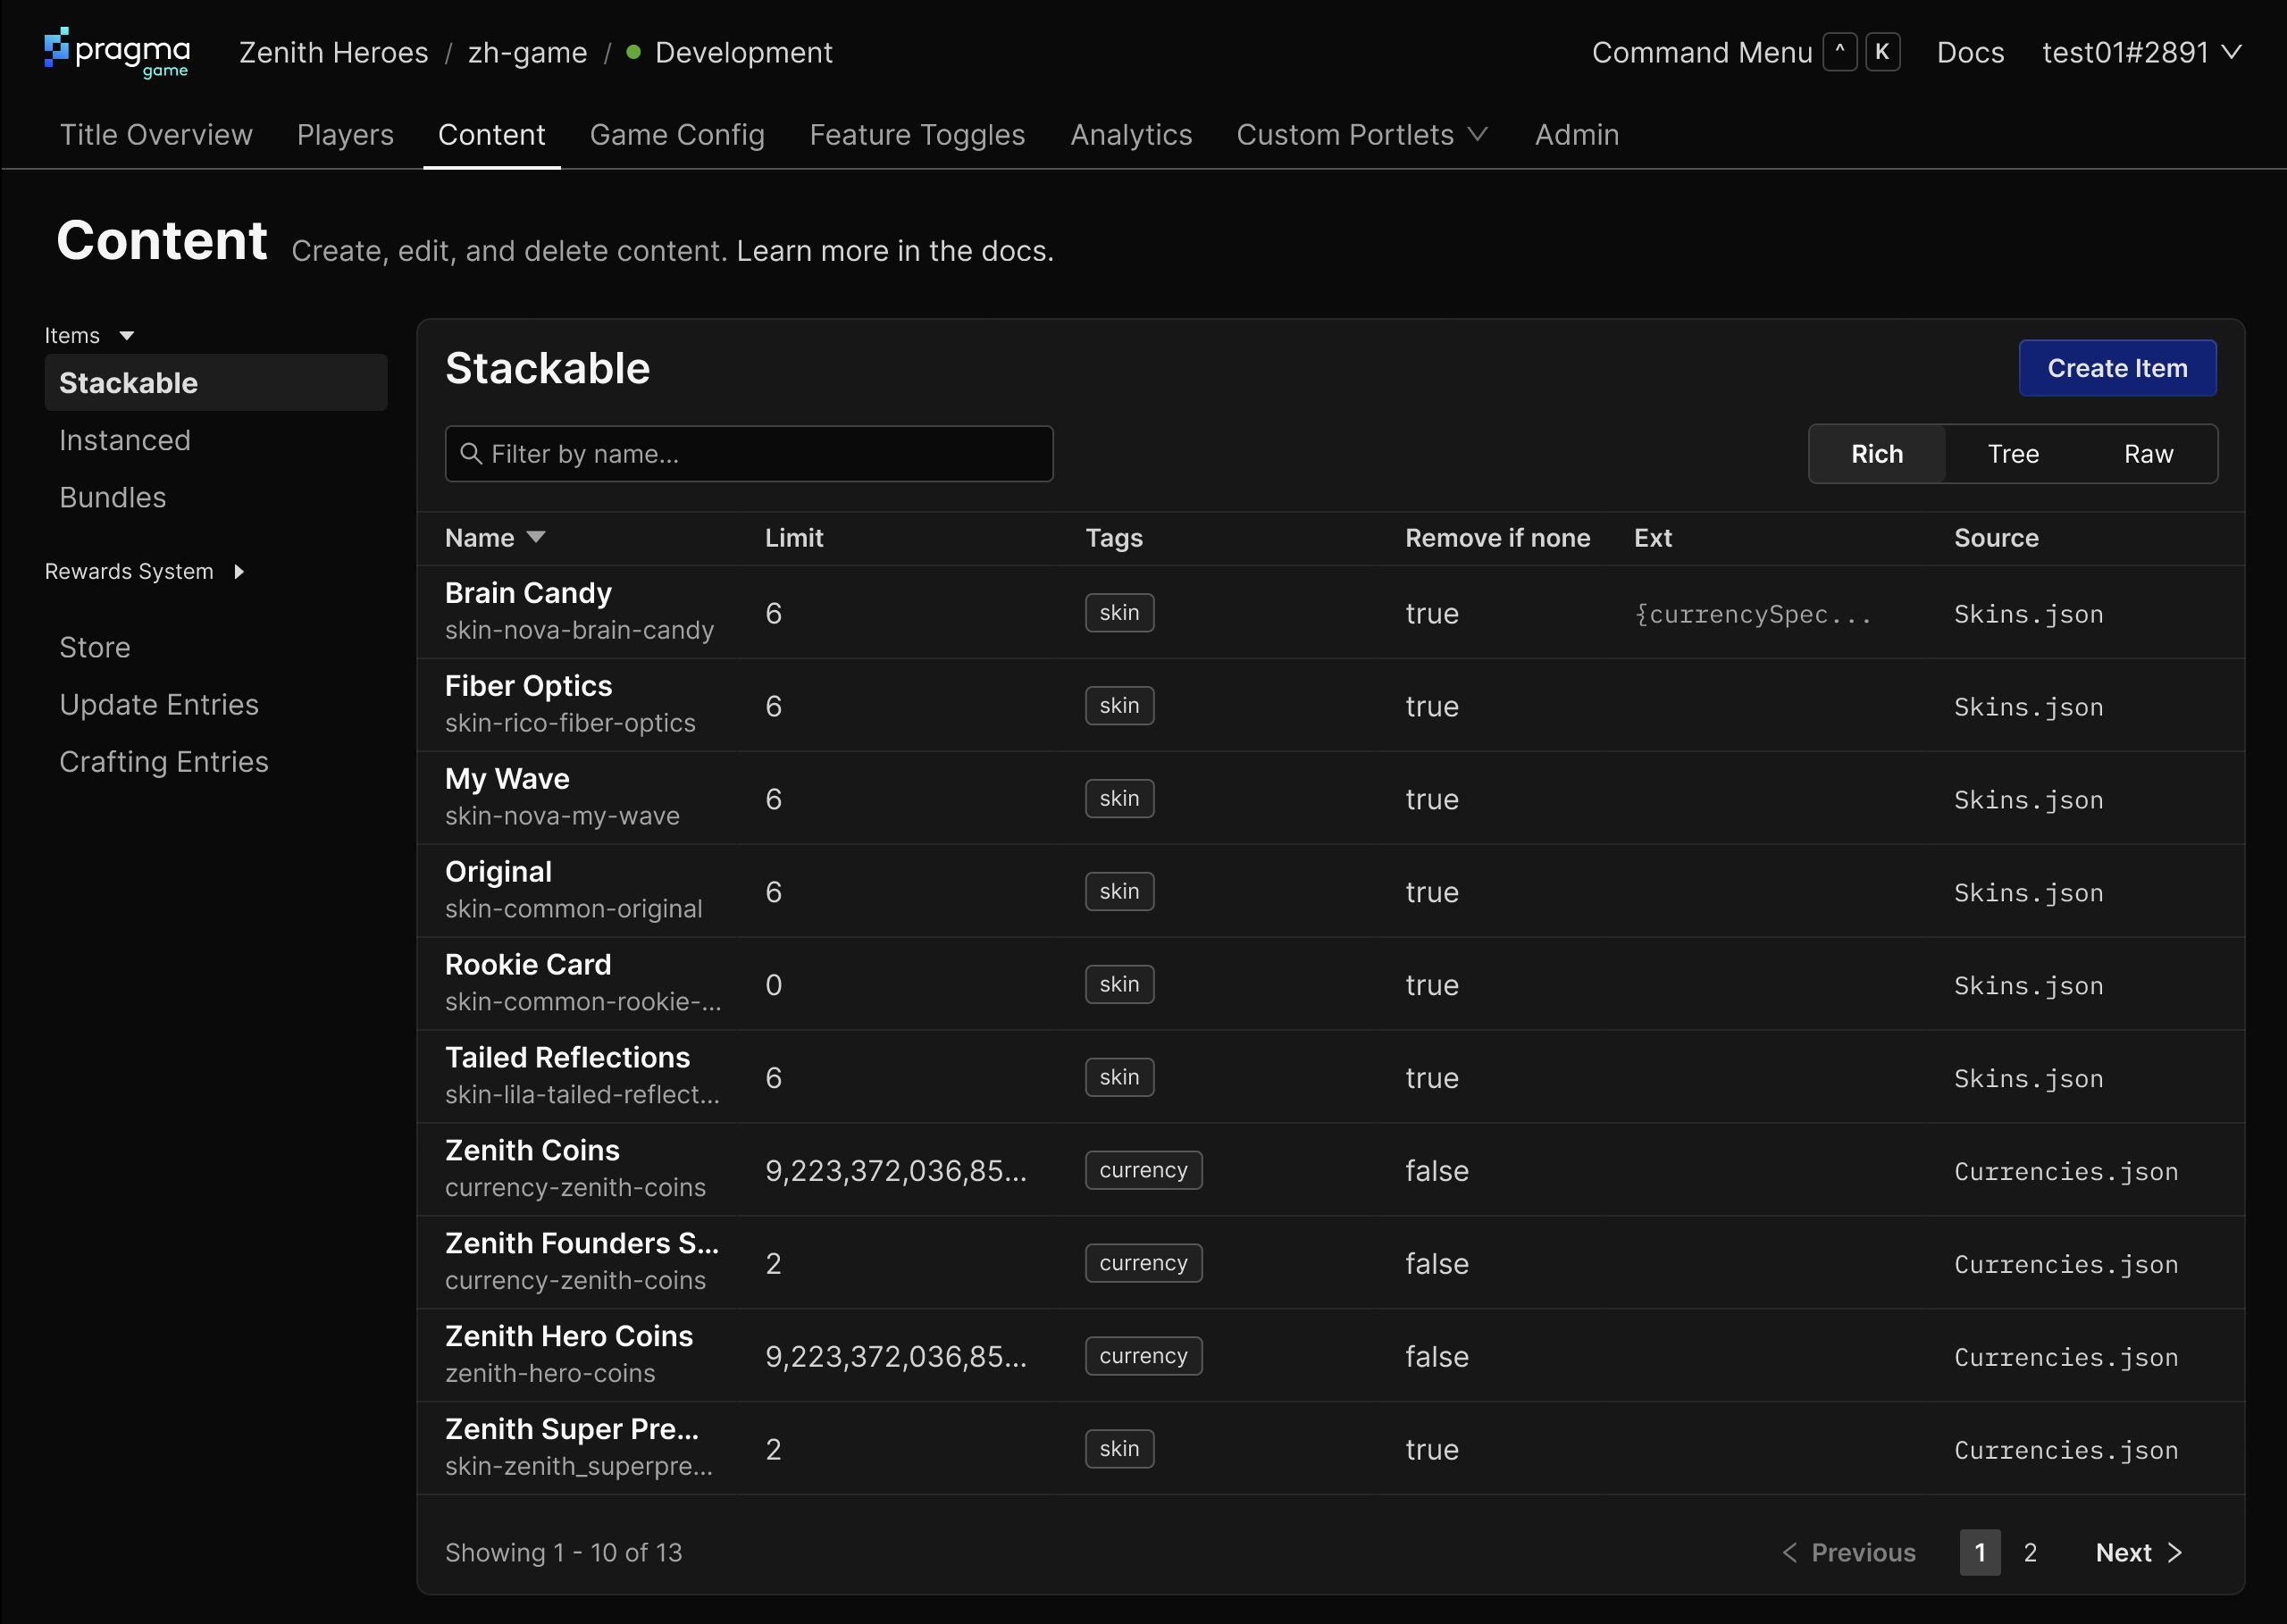 pragma game
Zenith Heroes / zh-game / Development
Command Menu ^ K Docs test01#2891
Title Overview Players Content Game Config Feature Toggles Analytics Custom Portlets Admin
Content Create, edit, and delete content. Learn more in the docs.
Items
Stackable
Instanced
Bundles
Rewards System
Store
Update Entries
Crafting Entries
Stackable
Create Item
Filter by name...
Rich Tree Raw
Name Limit Tags Remove if none Ext Source
Brain Candy
skin-nova-brain-candy
6 skin true {currencySpec... Skins.json
Fiber Optics
skin-rico-fiber-optics
6 skin true Skins.json
My Wave
skin-nova-my-wave
6 skin true Skins.json
Original
skin-common-original
6 skin true Skins.json
Rookie Card
skin-common-rookie-...
0 skin true Skins.json
Tailed Reflections
skin-lila-tailed-reflect...
6 skin true Skins.json
Zenith Coins
currency-zenith-coins
9,223,372,036,85... currency false Currencies.json
Zenith Founders S...
currency-zenith-coins
2 currency false Currencies.json
Zenith Hero Coins
zenith-hero-coins
9,223,372,036,85... currency false Currencies.json
Zenith Super Pre...
skin-zenith_superpre...
2 skin true Currencies.json
Showing 1 - 10 of 13
Previous 1 2 Next